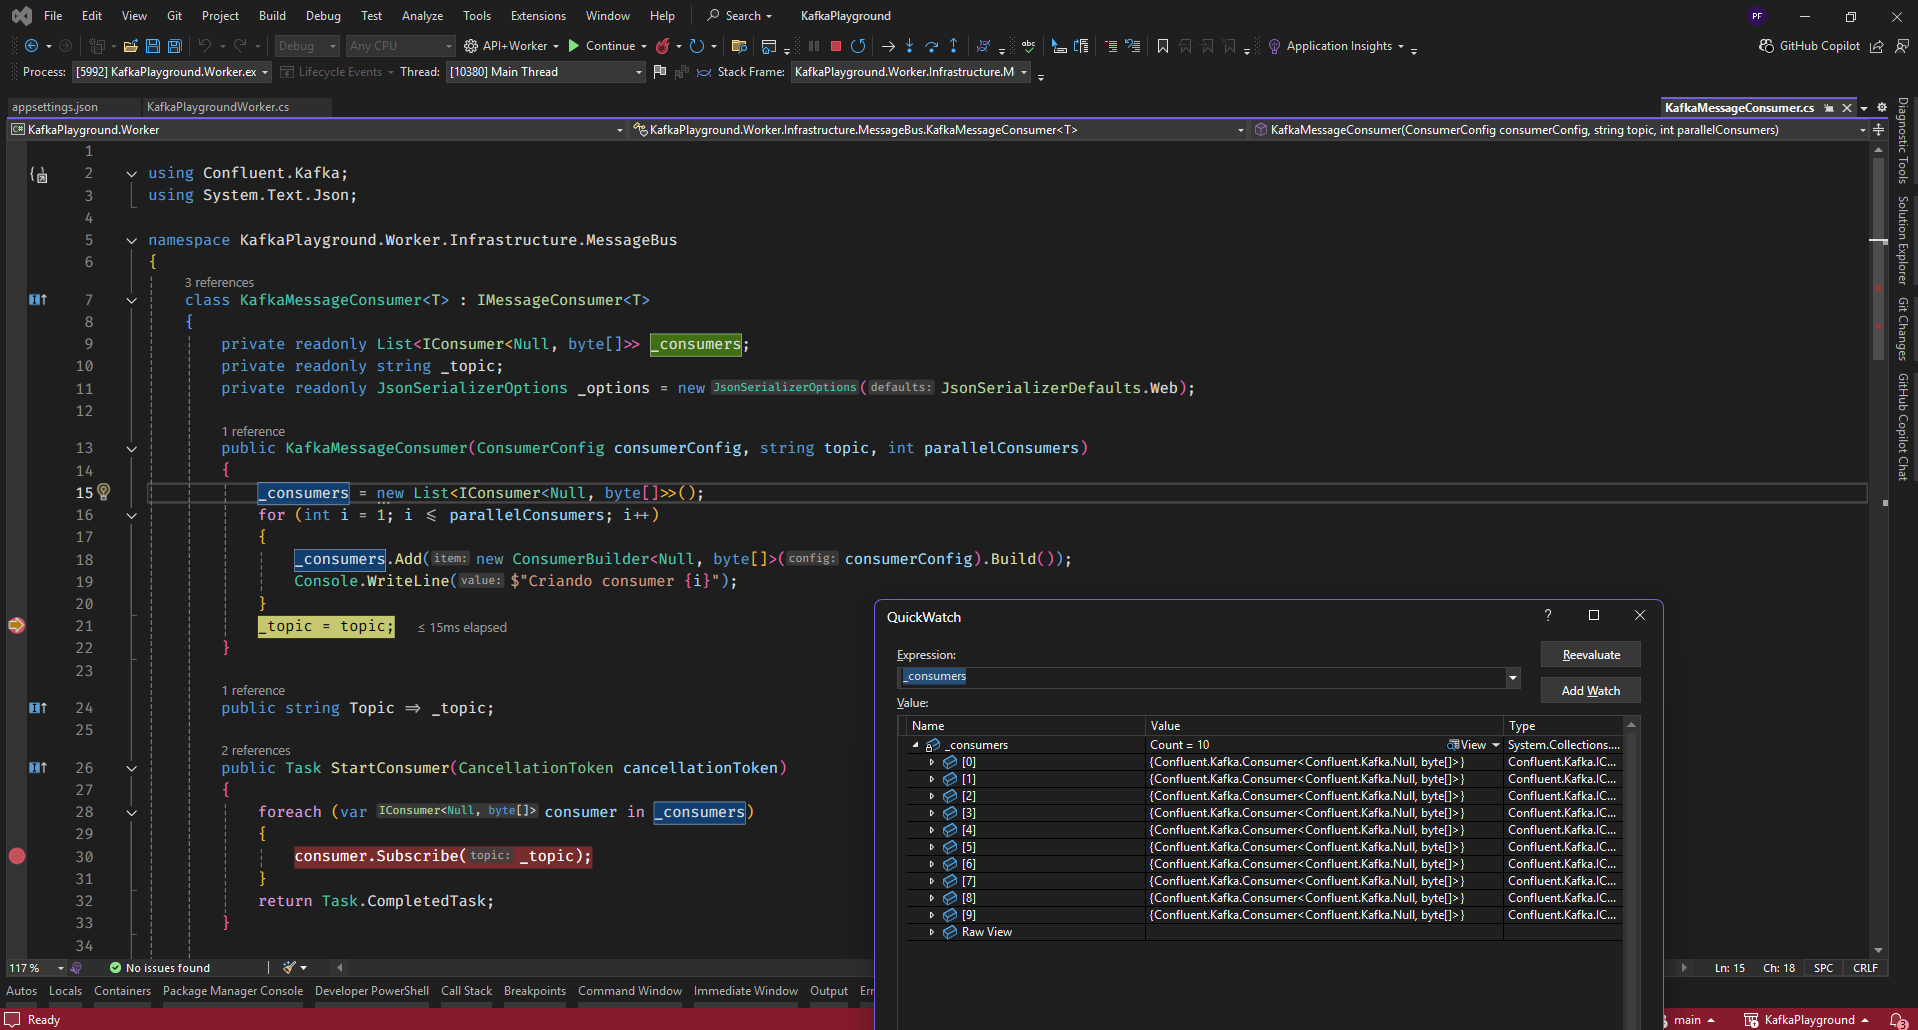 File Edit View Git Project Build Debug Test Analyze Tools Extensions Window Help Search KafkaPlayground PF
Debug Any CPU API+Worker Continue abc Application Insights GitHub Copilot
Process: [5992] KafkaPlayground.Worker.ex Lifecycle Events Thread: [10380] Main Thread Stack Frame: KafkaPlayground.Worker.Infrastructure.M
appsettings.json KafkaPlaygroundWorker.cs KafkaMessageConsumer.cs
C# KafkaPlayground.Worker KafkaPlayground.Worker.Infrastructure.MessageBus.KafkaMessageConsumer<T> KafkaMessageConsumer(ConsumerConfig consumerConfig, string topic, int parallelConsumers)
1
2 using Confluent.Kafka;
3 using System.Text.Json;
4
5 namespace KafkaPlayground.Worker.Infrastructure.MessageBus
6 {
3 references
7 class KafkaMessageConsumer<T> : IMessageConsumer<T>
8 {
9 private readonly List<IConsumer<Null, byte[]>> _consumers;
10 private readonly string _topic;
11 private readonly JsonSerializerOptions _options = new JsonSerializerOptions(defaults: JsonSerializerDefaults.Web);
12
1 reference
13 public KafkaMessageConsumer(ConsumerConfig consumerConfig, string topic, int parallelConsumers)
14 {
15 _consumers = new List<IConsumer<Null, byte[]>>();
16 for (int i = 1; i <= parallelConsumers; i++)
17 {
18 _consumers.Add(item: new ConsumerBuilder<Null, byte[]>(config: consumerConfig).Build());
19 Console.WriteLine(value: $"Criando consumer {i}");
20 }
21 _topic = topic; ≤ 15ms elapsed
22 }
23
1 reference
24 public string Topic => _topic;
25
2 references
26 public Task StartConsumer(CancellationToken cancellationToken)
27 {
28 foreach (var IConsumer<Null, byte[]> consumer in _consumers)
29 {
30 consumer.Subscribe(topic: _topic);
31 }
32 return Task.CompletedTask;
33 }
34
QuickWatch
Expression:
_consumers
Reevaluate
Add Watch
Value:
Name Value Type
_consumers Count = 10 View System.Collections....
[0] {Confluent.Kafka.Consumer<Confluent.Kafka.Null, byte[]>} Confluent.Kafka.IC...
[1] {Confluent.Kafka.Consumer<Confluent.Kafka.Null, byte[]>} Confluent.Kafka.IC...
[2] {Confluent.Kafka.Consumer<Confluent.Kafka.Null, byte[]>} Confluent.Kafka.IC...
[3] {Confluent.Kafka.Consumer<Confluent.Kafka.Null, byte[]>} Confluent.Kafka.IC...
[4] {Confluent.Kafka.Consumer<Confluent.Kafka.Null, byte[]>} Confluent.Kafka.IC...
[5] {Confluent.Kafka.Consumer<Confluent.Kafka.Null, byte[]>} Confluent.Kafka.IC...
[6] {Confluent.Kafka.Consumer<Confluent.Kafka.Null, byte[]>} Confluent.Kafka.IC...
[7] {Confluent.Kafka.Consumer<Confluent.Kafka.Null, byte[]>} Confluent.Kafka.IC...
[8] {Confluent.Kafka.Consumer<Confluent.Kafka.Null, byte[]>} Confluent.Kafka.IC...
[9] {Confluent.Kafka.Consumer<Confluent.Kafka.Null, byte[]>} Confluent.Kafka.IC...
Raw View
Diagnostic Tools
Solution Explorer
Git Changes
GitHub Copilot Chat
117 % No issues found Ln: 15 Ch: 18 SPC CRLF
Autos Locals Containers Package Manager Console Developer PowerShell Call Stack Breakpoints Command Window Immediate Window Output Err
Ready main KafkaPlayground 3